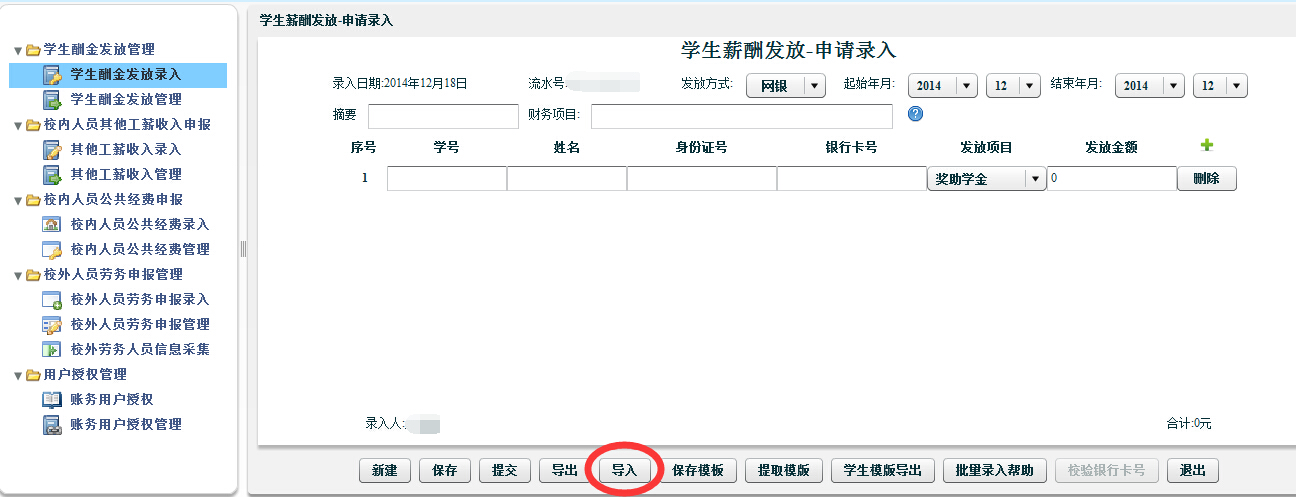 学生薪酬发放-申请录入
学生酬金发放管理
学生酬金发放录入
学生酬金发放管理
校内人员其他工薪收入申报
其他工薪收入录入
其他工薪收入管理
校内人员公共经费申报
校内人员公共经费录入
校内人员公共经费管理
校外人员劳务申报管理
校外人员劳务申报录入
校外人员劳务申报管理
校外劳务人员信息采集
用户授权管理
账务用户授权
账务用户授权管理
学生薪酬发放-申请录入
录入日期:2014年12月18日 流水号 发放方式: 网银 起始年月: 2014 12 结束年月: 2014 12
摘要 财务项目:
序号 学号 姓名 身份证号 银行卡号 发放项目 发放金额
1 奖助学金 0 删除
录入人: 合计:0元
新建 保存 提交 导出 导入 保存模板 提取模版 学生模版导出 批量录入帮助 校验银行卡号 退出